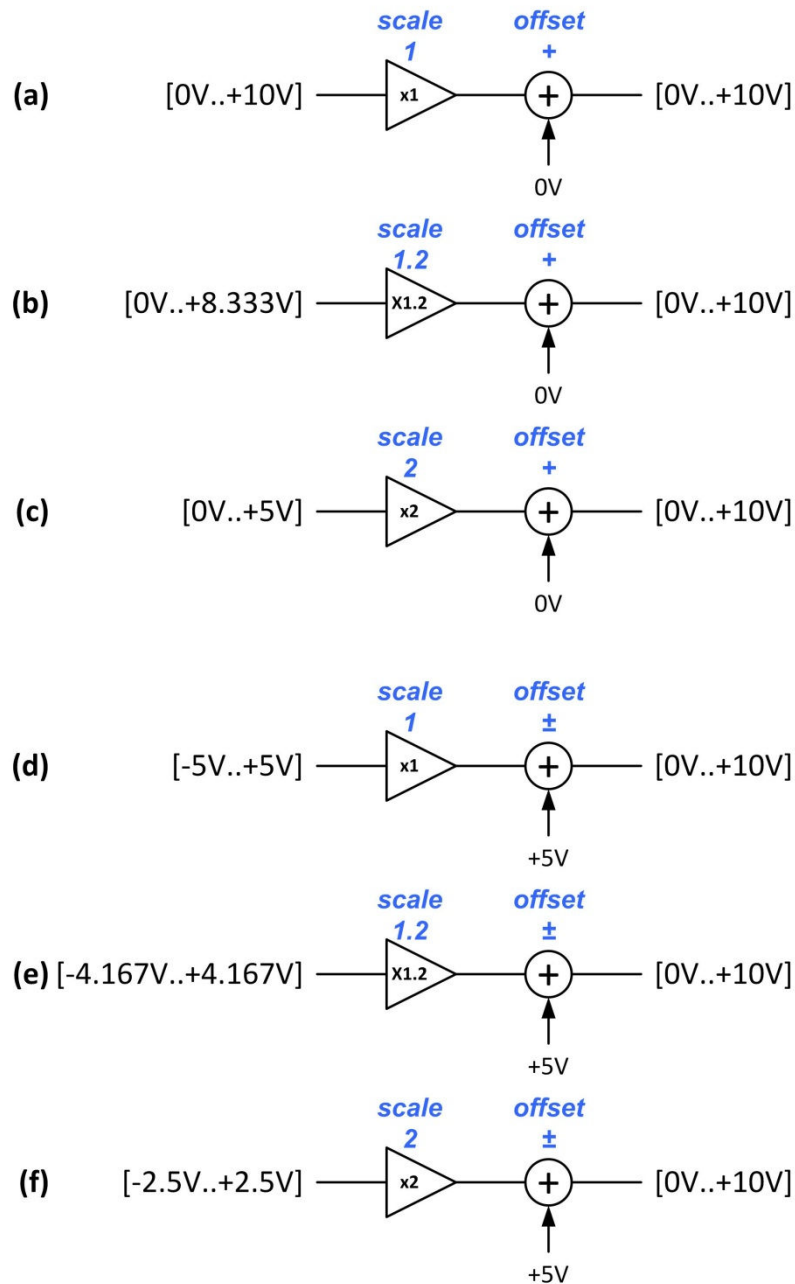 scale offset
1 +
(a) [0V..+10V] x1 + [0V..+10V]
0V
scale offset
1.2 +
(b) [0V..+8.333V] X1.2 + [0V..+10V]
0V
scale offset
2 +
(c) [0V..+5V] x2 + [0V..+10V]
0V
scale offset
1 ±
(d) [-5V..+5V] x1 + [0V..+10V]
+5V
scale offset
1.2 ±
(e) [-4.167V..+4.167V] X1.2 + [0V..+10V]
+5V
scale offset
2 ±
(f) [-2.5V..+2.5V] x2 + [0V..+10V]
+5V